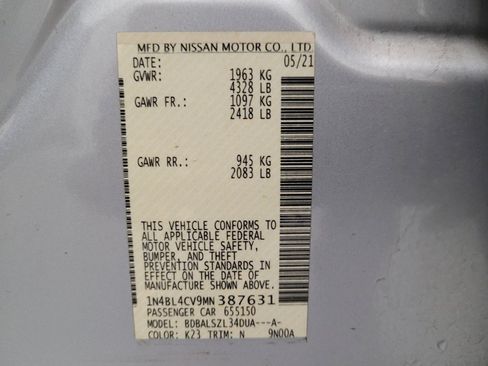 MFD BY NISSAN MOTOR CO., LTD
DATE: 05/21
GVWR: 1963 KG
4328 LB
GAWR FR.: 1097 KG
2418 LB
GAWR RR.: 945 KG
2083 LB
THIS VEHICLE CONFORMS TO
ALL APPLICABLE FEDERAL
MOTOR VEHICLE SAFETY,
BUMPER, AND THEFT
PREVENTION STANDARDS IN
EFFECT ON THE DATE OF
MANUFACTURE SHOWN ABOVE.
1N4BL4CV9MN 387631
PASSENGER CAR 655150
MODEL: BDBALSZL34DUA---A-
COLOR: K23 TRIM: N 9N00A